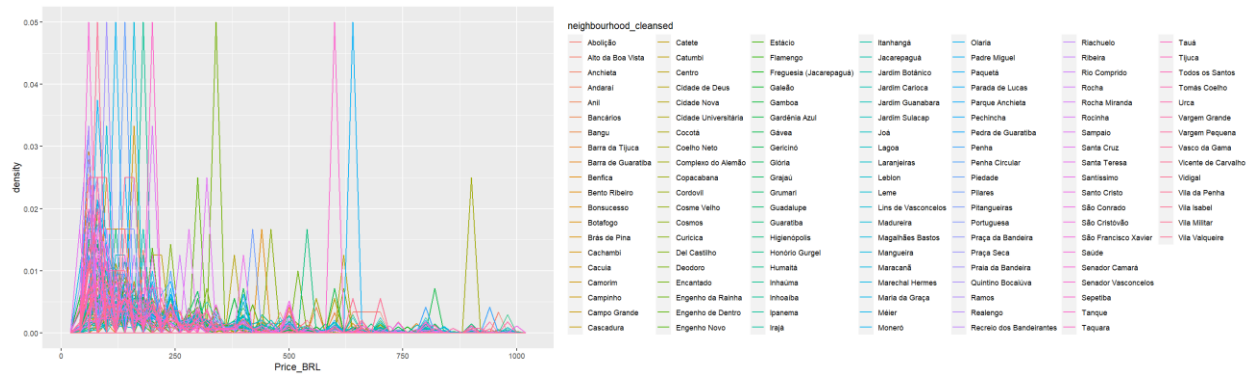 neighbourhood_cleansed
0.05
0.04
0.03
0.02
0.01
0.00
density
0
250
500
750
1000
Price_BRL
Abolição
Alto da Boa Vista
Anchieta
Andaraí
Anil
Bancários
Bangu
Barra da Tijuca
Barra de Guaratiba
Benfica
Bento Ribeiro
Bonsucesso
Botafogo
Brás de Pina
Cachambi
Cacuia
Camorim
Campinho
Campo Grande
Cascadura
Catete
Catumbi
Centro
Cidade de Deus
Cidade Nova
Cidade Universitária
Cocotá
Coelho Neto
Complexo do Alemão
Copacabana
Cordovil
Cosme Velho
Cosmos
Curicica
Del Castilho
Deodoro
Encantado
Engenho da Rainha
Engenho de Dentro
Engenho Novo
Estácio
Flamengo
Freguesia (Jacarepaguá)
Galeão
Gamboa
Gardênia Azul
Gávea
Gericinó
Glória
Grajaú
Grumari
Guadalupe
Guaratiba
Higienópolis
Honório Gurgel
Humaitá
Inhaúma
Inhoaíba
Ipanema
Irajá
Itanhangá
Jacarepaguá
Jardim Botânico
Jardim Carioca
Jardim Guanabara
Jardim Sulacap
Joá
Lagoa
Laranjeiras
Leblon
Leme
Lins de Vasconcelos
Madureira
Magalhães Bastos
Mangueira
Maracanã
Marechal Hermes
Maria da Graça
Méier
Moneró
Olaria
Padre Miguel
Paquetá
Parada de Lucas
Parque Anchieta
Pechincha
Pedra de Guaratiba
Penha
Penha Circular
Piedade
Pilares
Pitangueiras
Portuguesa
Praça da Bandeira
Praça Seca
Praia da Bandeira
Quintino Bocaiúva
Ramos
Realengo
Recreio dos Bandeirantes
Riachuelo
Ribeira
Rio Comprido
Rocha
Rocha Miranda
Rocinha
Sampaio
Santa Cruz
Santa Teresa
Santíssimo
Santo Cristo
São Conrado
São Cristóvão
São Francisco Xavier
Saúde
Senador Camará
Senador Vasconcelos
Sepetiba
Tanque
Taquara
Tauá
Tijuca
Todos os Santos
Tomás Coelho
Urca
Vargem Grande
Vargem Pequena
Vasco da Gama
Vicente de Carvalho
Vidigal
Vila da Penha
Vila Isabel
Vila Militar
Vila Valqueire